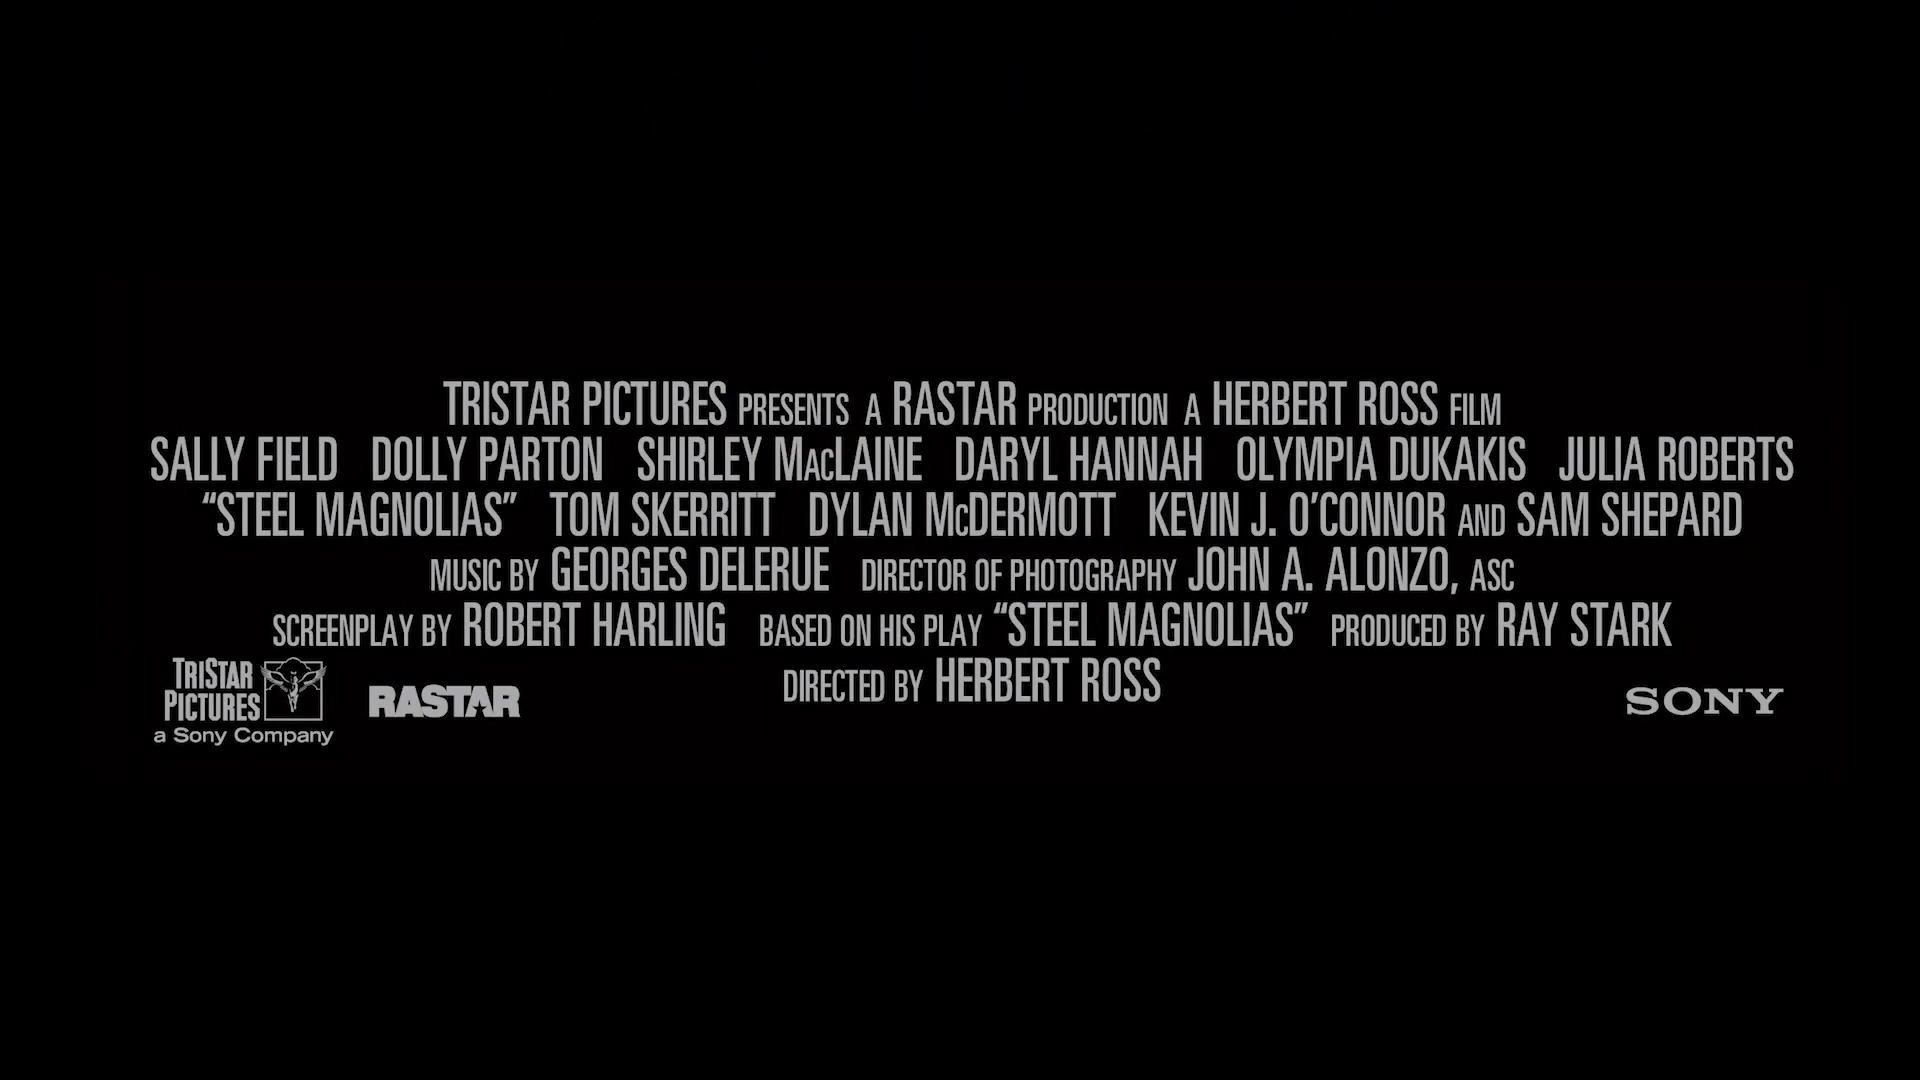 TRISTAR PICTURES PRESENTS A RASTAR PRODUCTION A HERBERT ROSS FILM
SALLY FIELD DOLLY PARTON SHIRLEY MACLAINE DARYL HANNAH OLYMPIA DUKAKIS JULIA ROBERTS
“STEEL MAGNOLIAS” TOM SKERRITT DYLAN McDERMOTT KEVIN J. O’CONNOR AND SAM SHEPARD
MUSIC BY GEORGES DELERUE DIRECTOR OF PHOTOGRAPHY JOHN A. ALONZO, ASC
SCREENPLAY BY ROBERT HARLING BASED ON HIS PLAY “STEEL MAGNOLIAS” PRODUCED BY RAY STARK
DIRECTED BY HERBERT ROSS
TRISTAR
PICTURES
a Sony Company
RASTAR
SONY